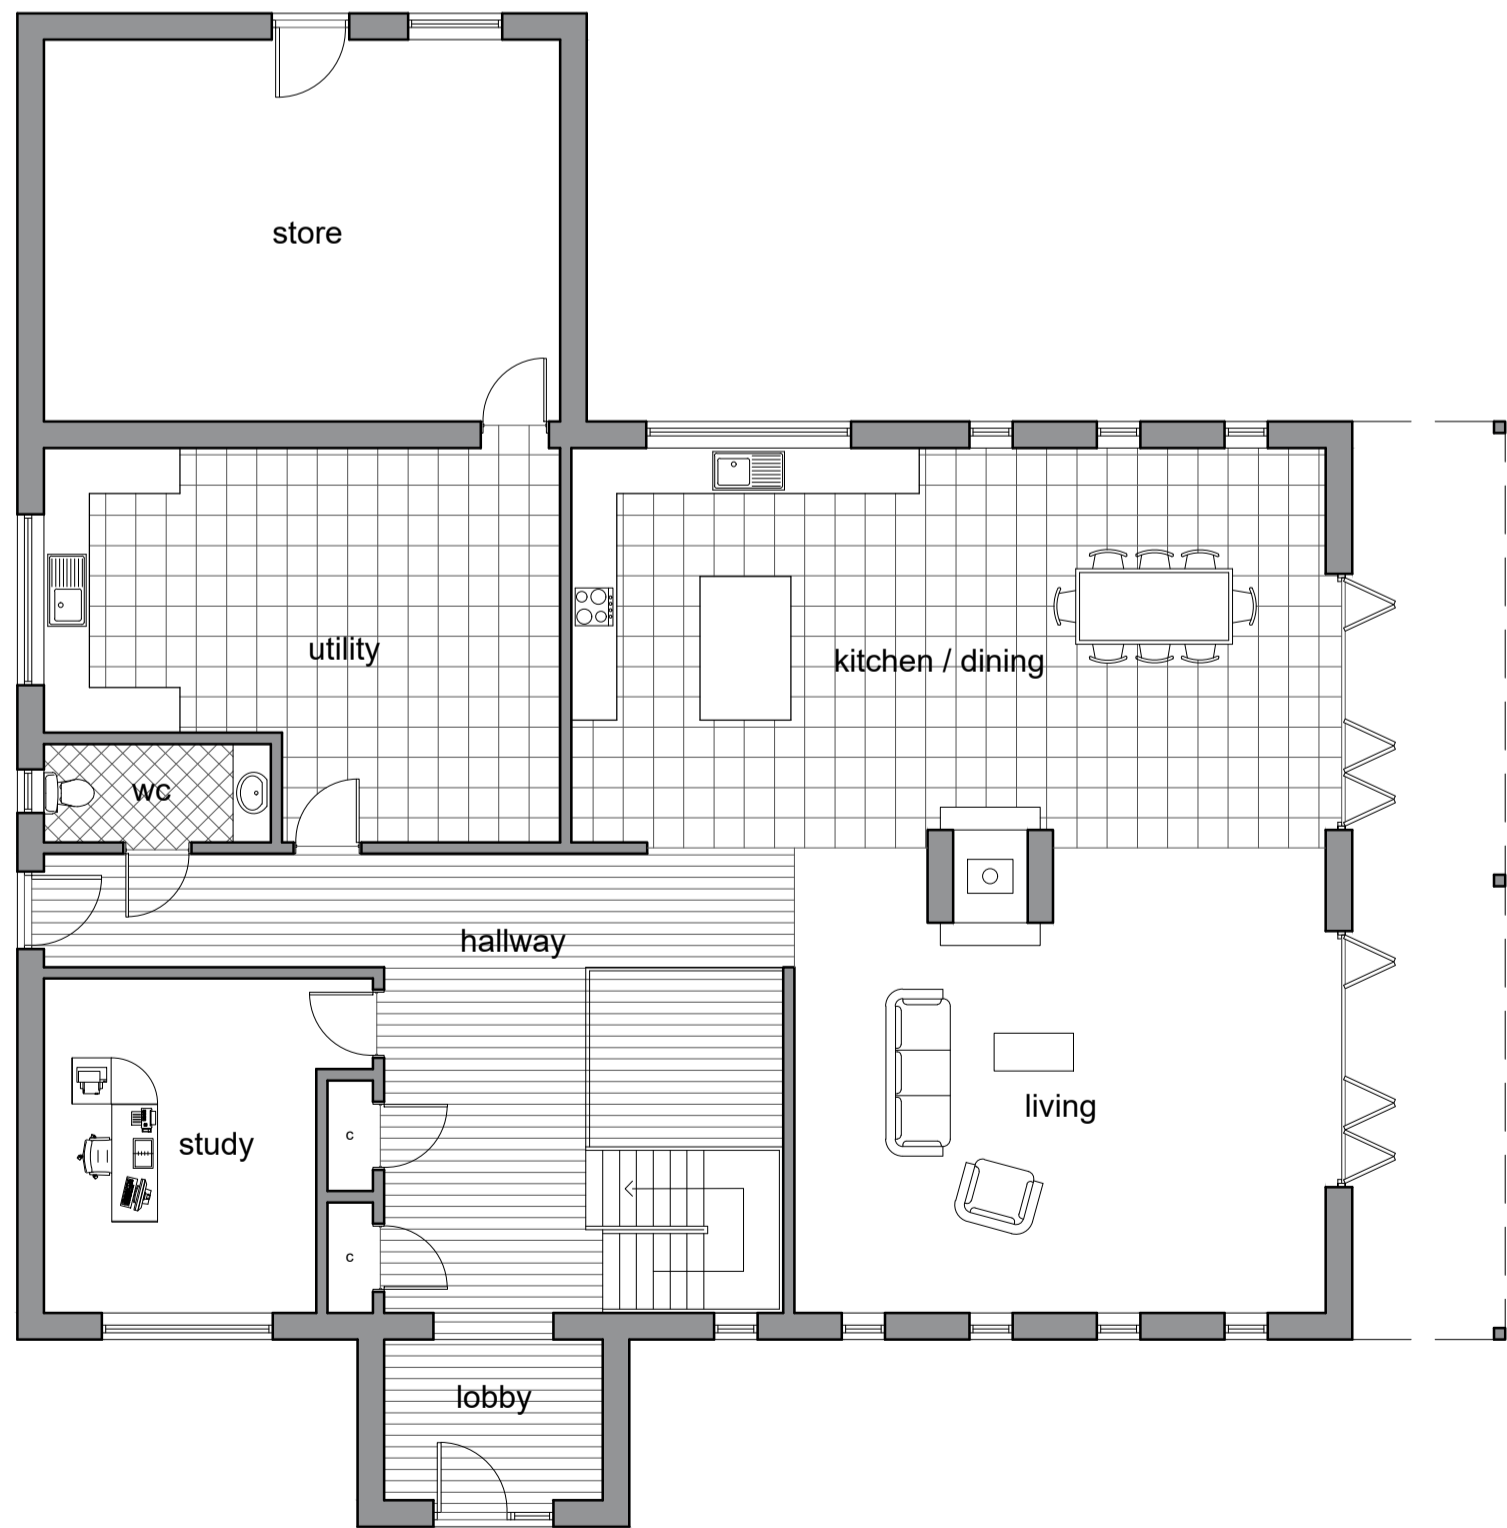 store
utility
kitchen / dining
wc
hallway
living
study
c
c
lobby